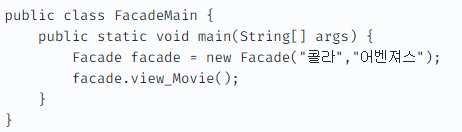 public class FacadeMain {
    public static void main(String[] args) {
        Facade facade = new Facade("콜라","어벤져스");
        facade.view_Movie();
    }
}